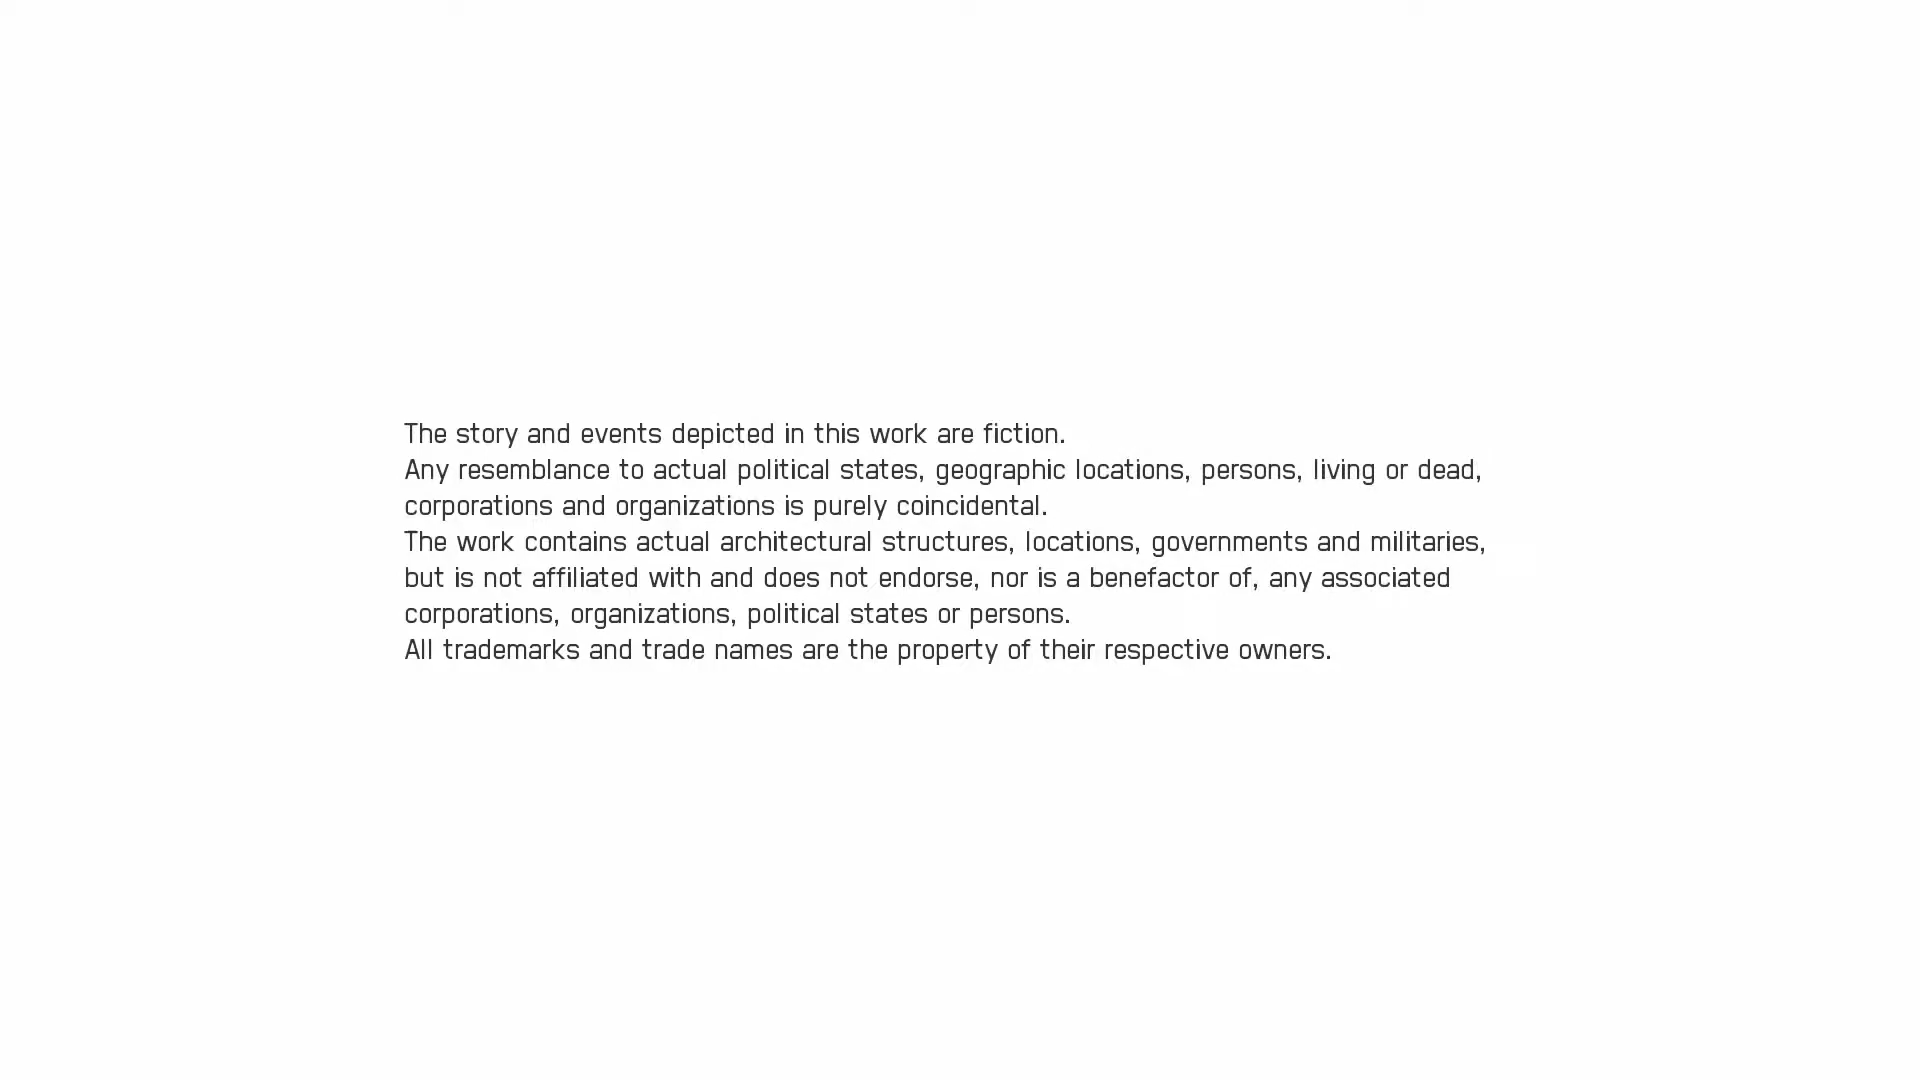 The story and events depicted in this work are fiction.
Any resemblance to actual political states, geographic locations, persons, living or dead,
corporations and organizations is purely coincidental.
The work contains actual architectural structures, locations, governments and militaries,
but is not affiliated with and does not endorse, nor is a benefactor of, any associated
corporations, organizations, political states or persons.
All trademarks and trade names are the property of their respective owners.